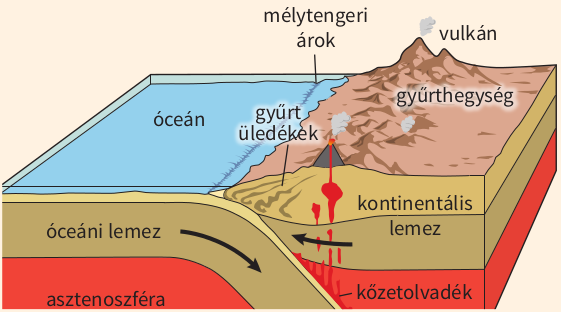 mélytengeri
árok
vulkán
óceán
gyűrt
üledékek
gyűrthegység
kontinentális
lemez
óceáni lemez
asztenoszféra
kőzetolvadék